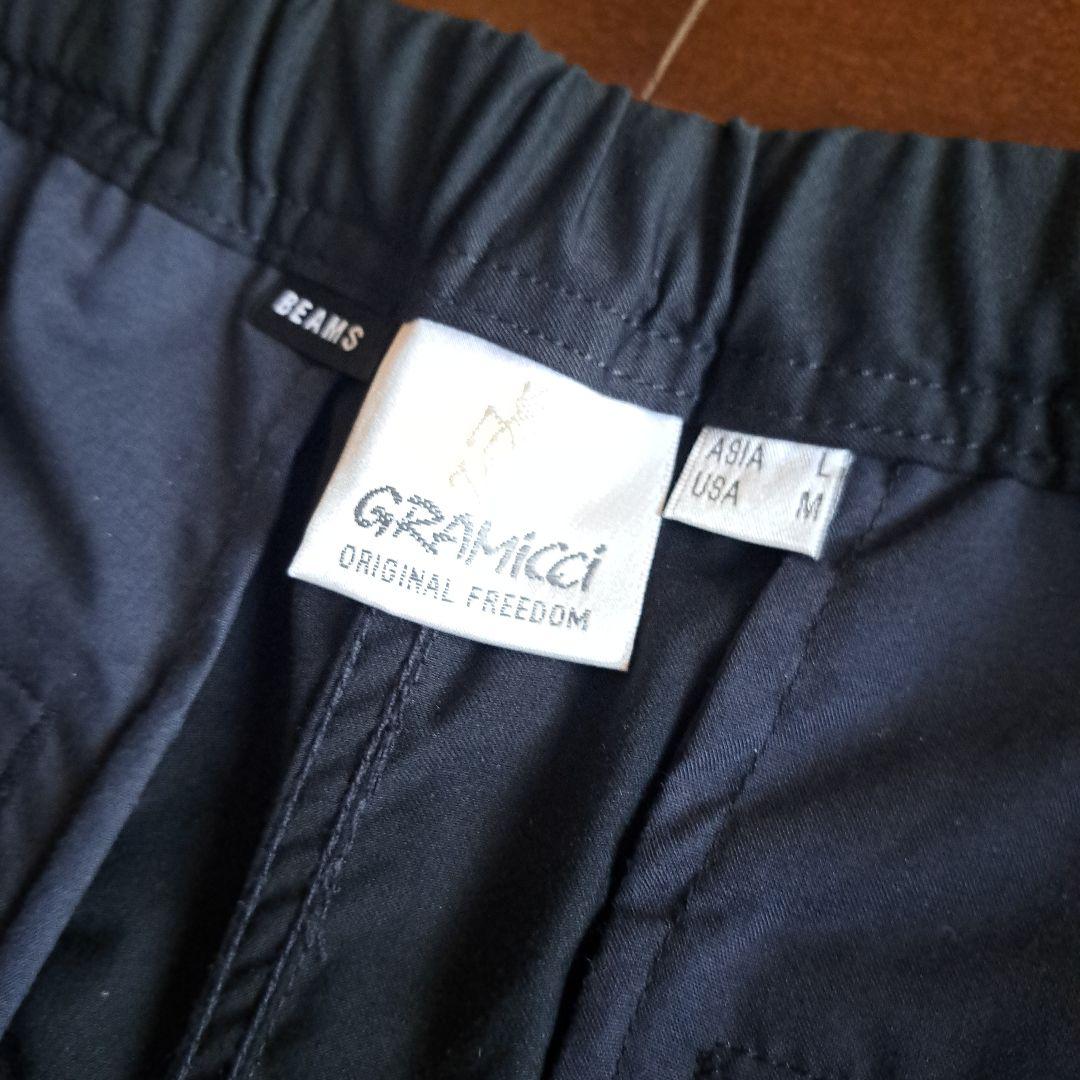 BEAMS
GRAMiCCi
ORIGINAL FREEDOM
ASIA L
USA M